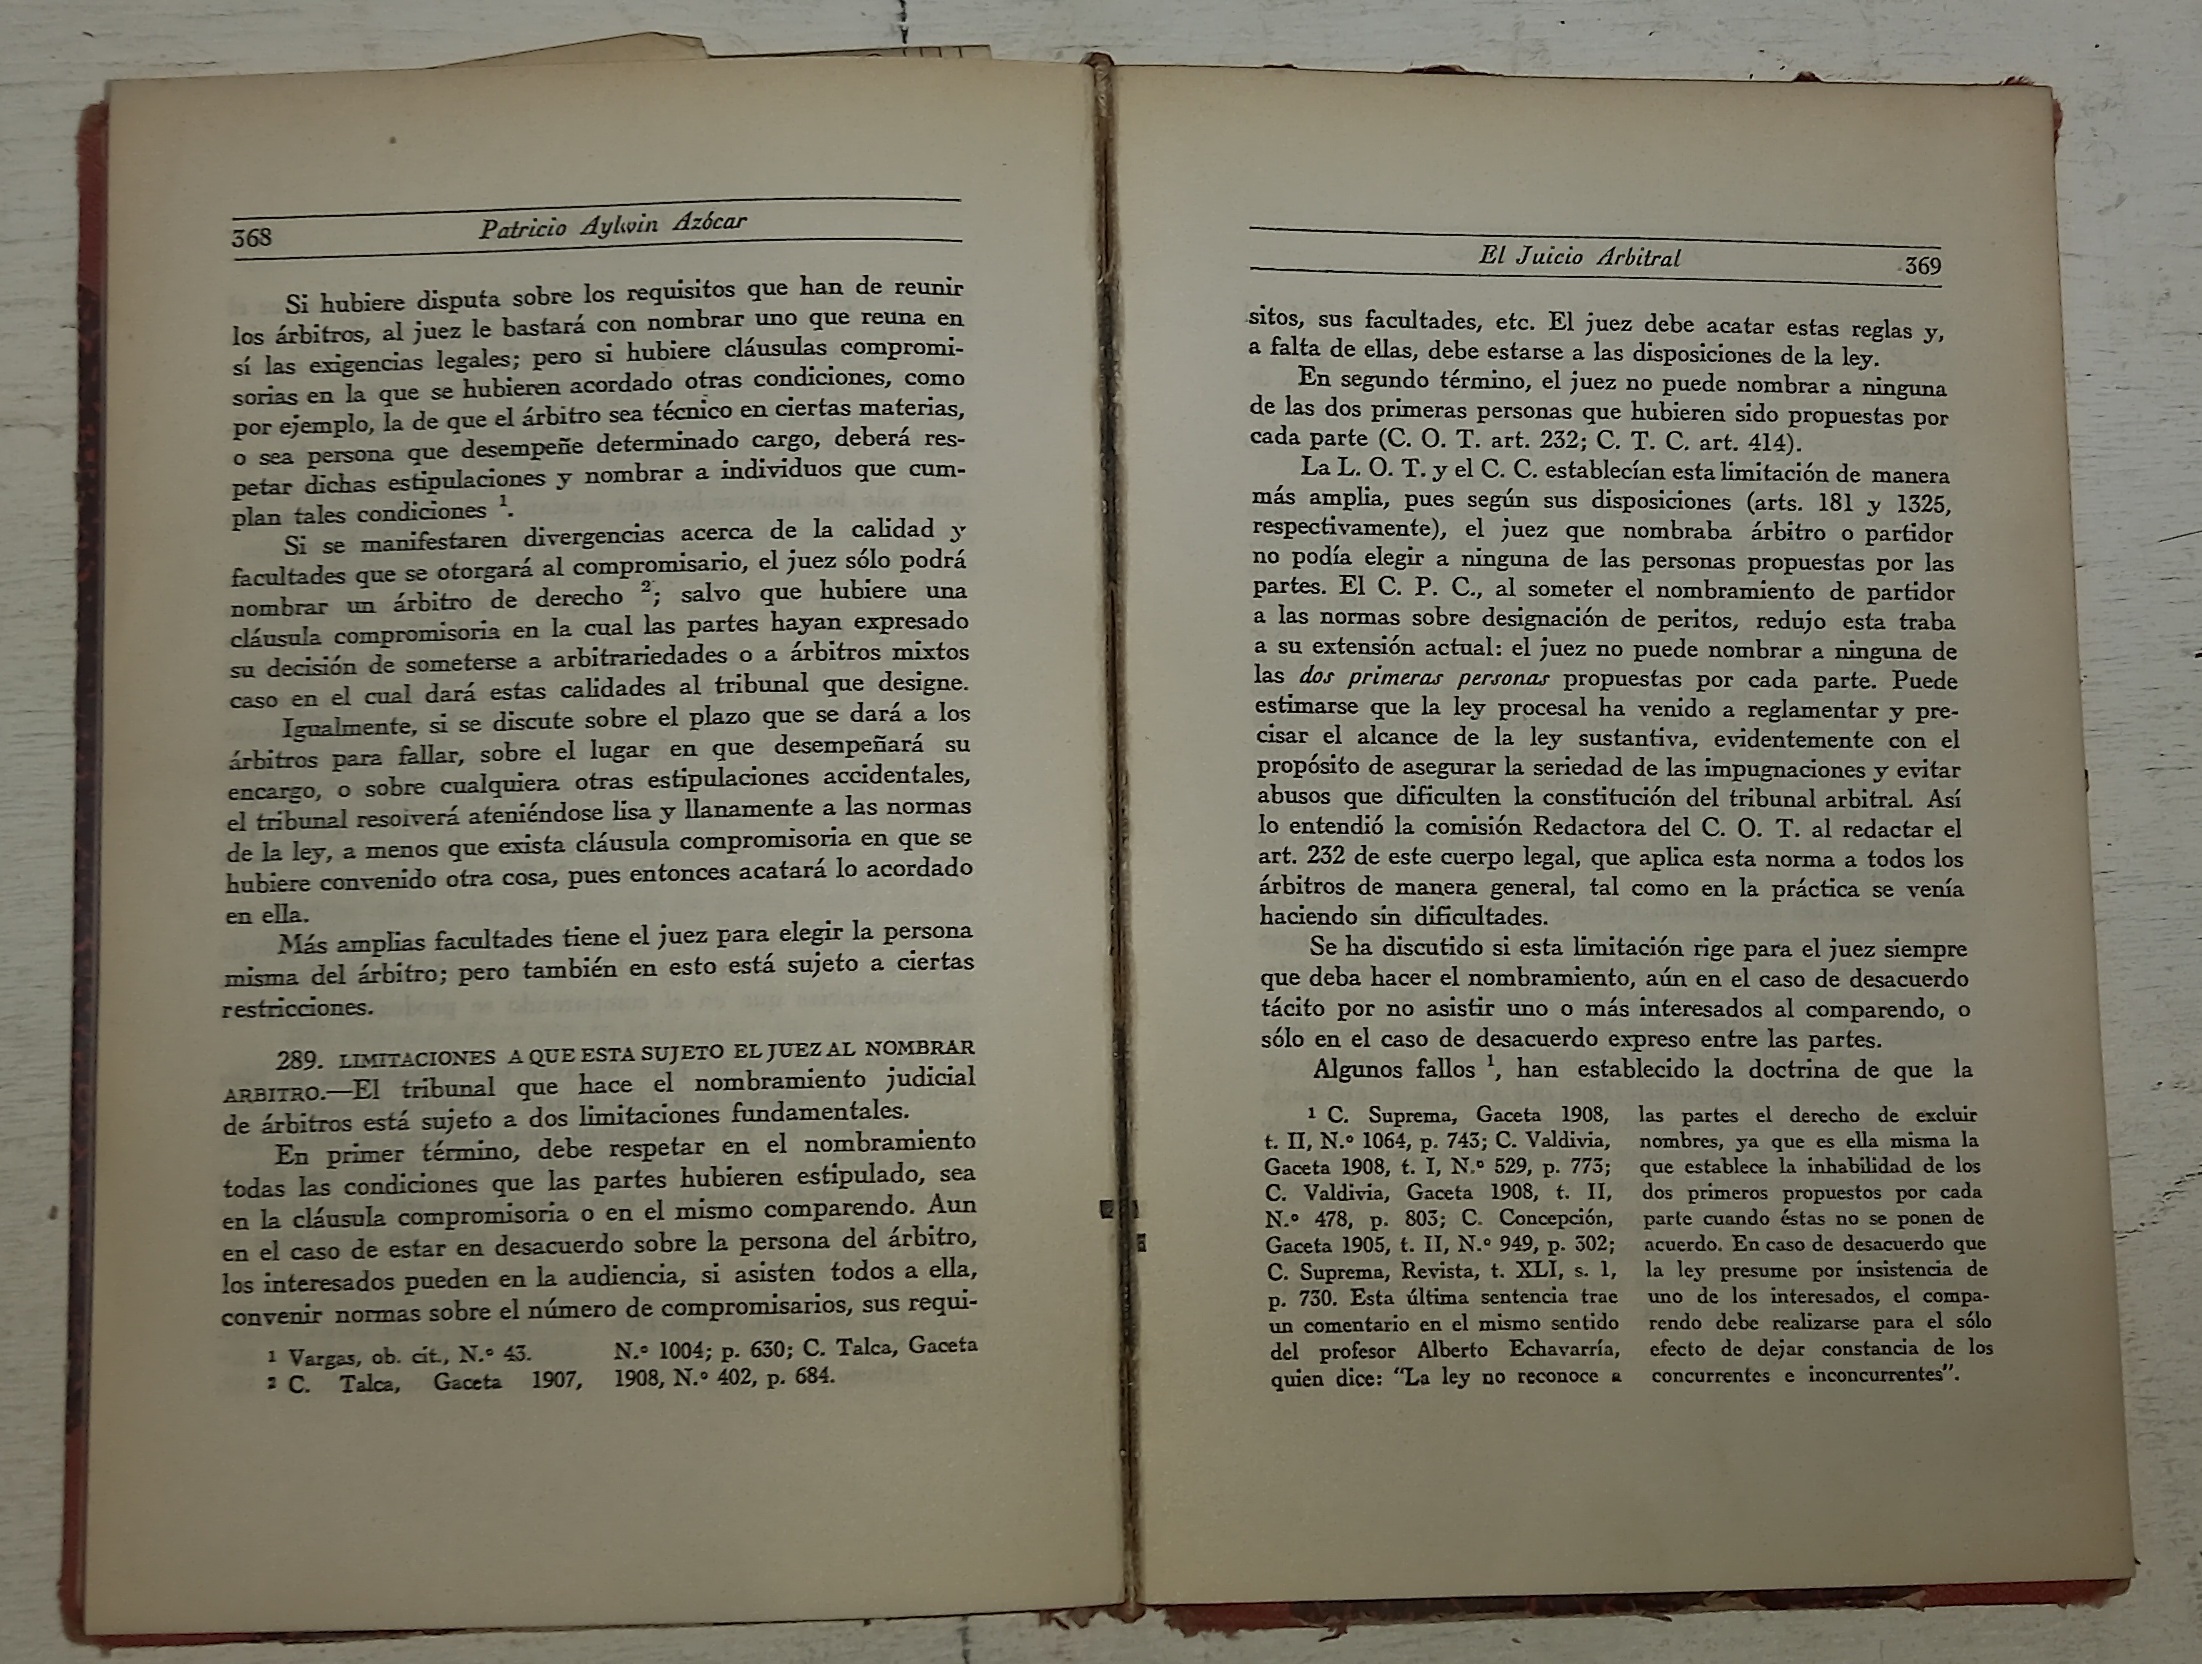 368
Patricio Aylwin Azócar
Si hubiere disputa sobre los requisitos que han de reunir
los árbitros, al juez le bastará con nombrar uno que reuna en
sí las exigencias legales; pero si hubiere cláusulas compromi-
sorias en la que se hubieren acordado otras condiciones, como
por ejemplo, la de que el árbitro sea técnico en ciertas materias,
o sea persona que desempeñe determinado cargo, deberá res-
petar dichas estipulaciones y nombrar a individuos que cum-
plan tales condiciones ¹.
Si se manifestaren divergencias acerca de la calidad y
facultades que se otorgará al compromisario, el juez sólo podrá
nombrar un árbitro de derecho ²; salvo que hubiere una
cláusula compromisoria en la cual las partes hayan expresado
su decisión de someterse a arbitrariedades o a árbitros mixtos
caso en el cual dará estas calidades al tribunal que designe.
Igualmente, si se discute sobre el plazo que se dará a los
árbitros para fallar, sobre el lugar en que desempeñará su
encargo, o sobre cualquiera otras estipulaciones accidentales,
el tribunal resolverá ateniéndose lisa y llanamente a las normas
de la ley, a menos que exista cláusula compromisoria en que se
hubiere convenido otra cosa, pues entonces acatará lo acordado
en ella.
Más amplias facultades tiene el juez para elegir la persona
misma del árbitro; pero también en esto está sujeto a ciertas
restricciones.
289. LIMITACIONES A QUE ESTA SUJETO EL JUEZ AL NOMBRAR
ARBITRO.—El tribunal que hace el nombramiento judicial
de árbitros está sujeto a dos limitaciones fundamentales.
En primer término, debe respetar en el nombramiento
todas las condiciones que las partes hubieren estipulado, sea
en la cláusula compromisoria o en el mismo comparendo. Aun
en el caso de estar en desacuerdo sobre la persona del árbitro,
los interesados pueden en la audiencia, si asisten todos a ella,
convenir normas sobre el número de compromisarios, sus requi-
¹ Vargas, ob. cit., N.º 43.
² C. Talca, Gaceta 1907,
N.º 1004; p. 630; C. Talca, Gaceta
1908, N.º 402, p. 684.
El Juicio Arbitral
369
sitos, sus facultades, etc. El juez debe acatar estas reglas y,
a falta de ellas, debe estarse a las disposiciones de la ley.
En segundo término, el juez no puede nombrar a ninguna
de las dos primeras personas que hubieren sido propuestas por
cada parte (C. O. T. art. 232; C. T. C. art. 414).
La L. O. T. y el C. C. establecían esta limitación de manera
más amplia, pues según sus disposiciones (arts. 181 y 1325,
respectivamente), el juez que nombraba árbitro o partidor
no podía elegir a ninguna de las personas propuestas por las
partes. El C. P. C., al someter el nombramiento de partidor
a las normas sobre designación de peritos, redujo esta traba
a su extensión actual: el juez no puede nombrar a ninguna de
las dos primeras personas propuestas por cada parte. Puede
estimarse que la ley procesal ha venido a reglamentar y pre-
cisar el alcance de la ley sustantiva, evidentemente con el
propósito de asegurar la seriedad de las impugnaciones y evitar
abusos que dificulten la constitución del tribunal arbitral. Así
lo entendió la comisión Redactora del C. O. T. al redactar el
art. 232 de este cuerpo legal, que aplica esta norma a todos los
árbitros de manera general, tal como en la práctica se venía
haciendo sin dificultades.
Se ha discutido si esta limitación rige para el juez siempre
que deba hacer el nombramiento, aún en el caso de desacuerdo
tácito por no asistir uno o más interesados al comparendo, o
sólo en el caso de desacuerdo expreso entre las partes.
Algunos fallos ¹, han establecido la doctrina de que la
¹ C. Suprema, Gaceta 1908,
t. II, N.º 1064, p. 743; C. Valdivia,
Gaceta 1908, t. I, N.º 529, p. 773;
C. Valdivia, Gaceta 1908, t. II,
N.º 478, p. 803; C. Concepción,
Gaceta 1905, t. II, N.º 949, p. 302;
C. Suprema, Revista, t. XLI, s. 1,
p. 730. Esta última sentencia trae
un comentario en el mismo sentido
del profesor Alberto Echavarría,
quien dice: "La ley no reconoce a
las partes el derecho de excluir
nombres, ya que es ella misma la
que establece la inhabilidad de los
dos primeros propuestos por cada
parte cuando éstas no se ponen de
acuerdo. En caso de desacuerdo que
la ley presume por insistencia de
uno de los interesados, el compa-
rendo debe realizarse para el sólo
efecto de dejar constancia de los
concurrentes e inconcurrentes".